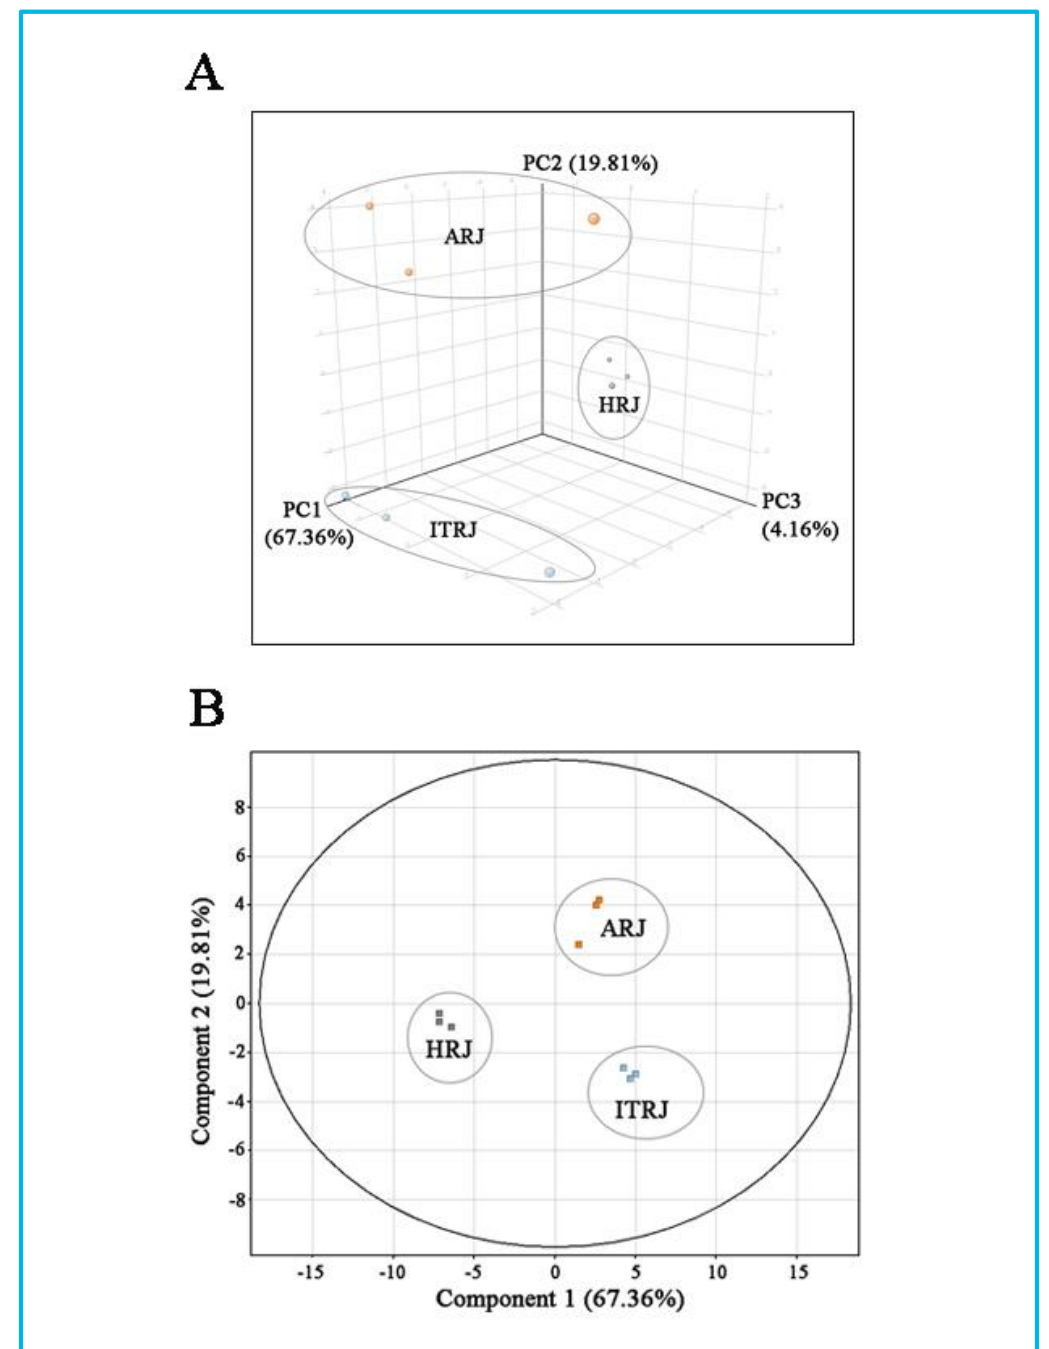 A
PC2 (19.81%)
ARJ
HRJ
PC1
(67.36%)
ITRJ
PC3
(4.16%)
B
8
6
4
2
0
-2
-4
-6
-8
Component 2 (19.81%)
ARJ
HRJ
ITRJ
-15 -10 -5 0 5 10 15
Component 1 (67.36%)